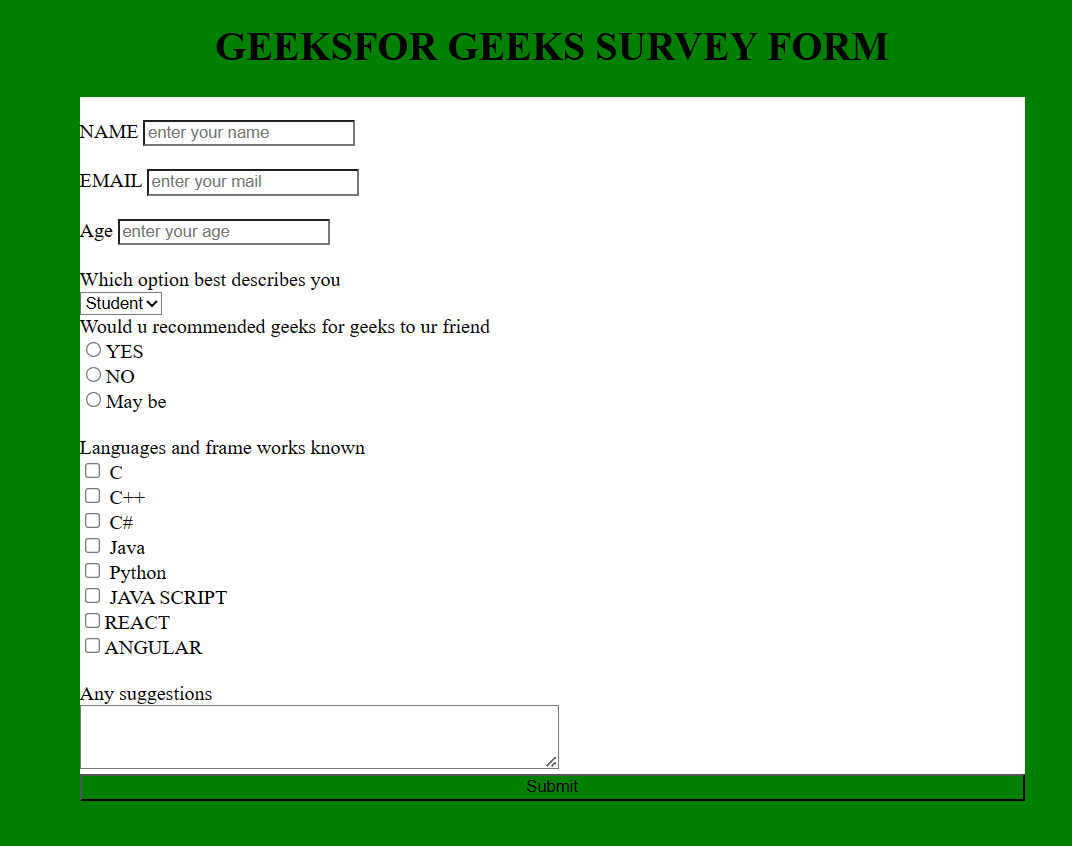 GEEKSFOR GEEKS SURVEY FORM
NAME enter your name
EMAIL enter your mail
Age enter your age
Which option best describes you
Student
Would u recommended geeks for geeks to ur friend
YES
NO
May be
Languages and frame works known
C
C++
C#
Java
Python
JAVA SCRIPT
REACT
ANGULAR
Any suggestions
Submit